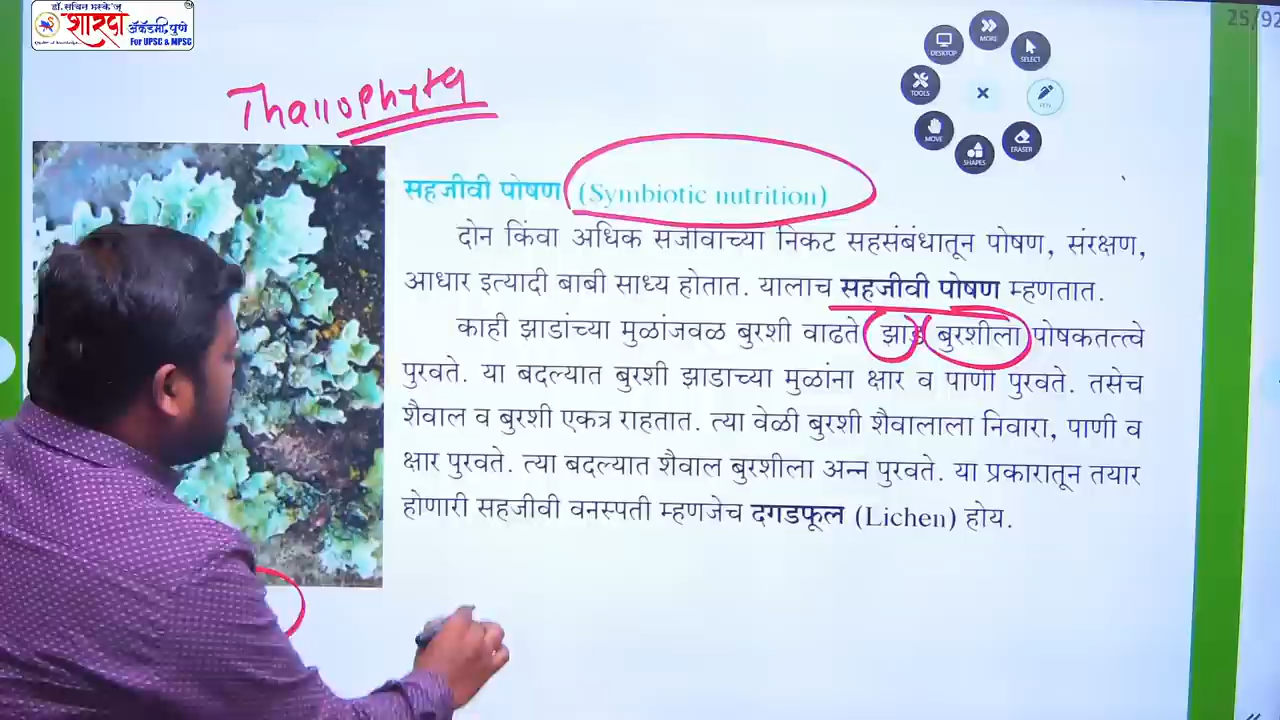 डॉ. सचिन भस्के'ज्
शारदा
अ‍ॅकॅडमी, पुणे
For UPSC & MPSC
25/92
MORE
DESKTOP
SELECT
TOOLS
PEN
MOVE
ERASER
SHAPES
Thallophyta
सहजीवी पोषण (Symbiotic nutrition)
दोन किंवा अधिक सजीवांच्या निकट सहसंबंधातून पोषण, संरक्षण,
आधार इत्यादी बाबी साध्य होतात. यालाच सहजीवी पोषण म्हणतात.
काही झाडांच्या मुळांजवळ बुरशी वाढते झाडे बुरशीला पोषकतत्त्वे
पुरवते. या बदल्यात बुरशी झाडाच्या मुळांना क्षार व पाणी पुरवते. तसेच
शैवाल व बुरशी एकत्र राहतात. त्या वेळी बुरशी शैवालाला निवारा, पाणी व
क्षार पुरवते. त्या बदल्यात शैवाल बुरशीला अन्न पुरवते. या प्रकारातून तयार
होणारी सहजीवी वनस्पती म्हणजेच दगडफूल (Lichen) होय.